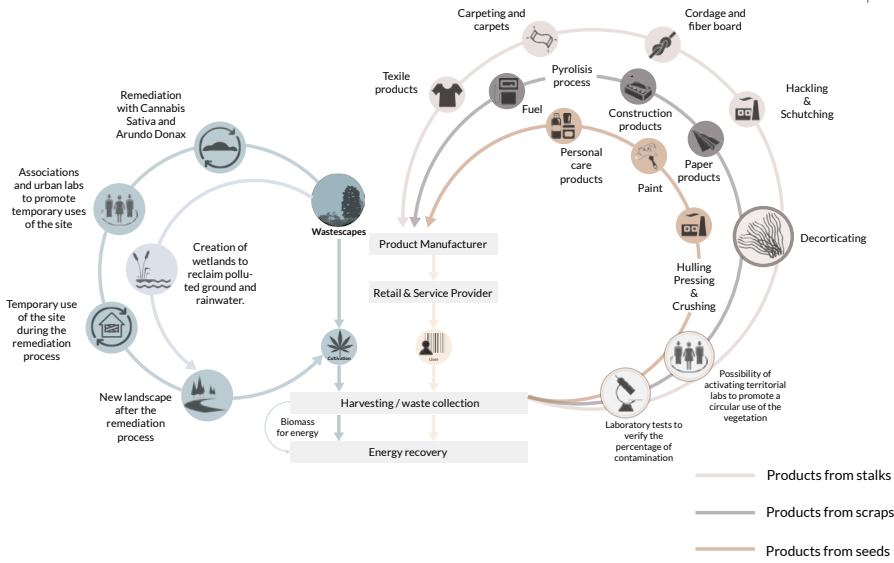 Carpeting and
carpets
Cordage and
fiber board
Texile
products
Pyrolisis
process
Fuel
Construction
products
Hackling
&
Schutching
Personal
care
products
Paint
Paper
products
Decorticating
Hulling
Pressing
&
Crushing
Remediation
with Cannabis
Sativa and
Arundo Donax
Associations
and urban labs
to promote
temporary uses
of the site
Wastescapes
Creation of
wetlands to
reclaim pollu-
ted ground and
rainwater.
Temporary use
of the site
during the
remediation
process
New landscape
after the
remediation
process
Cultivation
Product Manufacturer
Retail & Service Provider
User
Harvesting / waste collection
Biomass
for energy
Energy recovery
Laboratory tests to
verify the
percentage of
contamination
Possibility of
activating territorial
labs to promote a
circular use of the
vegetation
Products from stalks
Products from scraps
Products from seeds